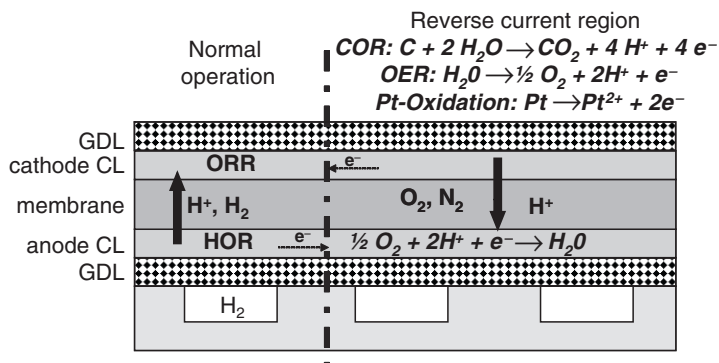 Reverse current region
Normal operation
COR: C + 2 H₂O → CO₂ + 4 H⁺ + 4 e⁻
OER: H₂0 → ½ O₂ + 2H⁺ + e⁻
Pt-Oxidation: Pt → Pt²⁺ + 2e⁻
GDL
cathode CL ORR e⁻
membrane H⁺, H₂ O₂, N₂ H⁺
anode CL HOR e⁻ ½ O₂ + 2H⁺ + e⁻ → H₂0
GDL
H₂